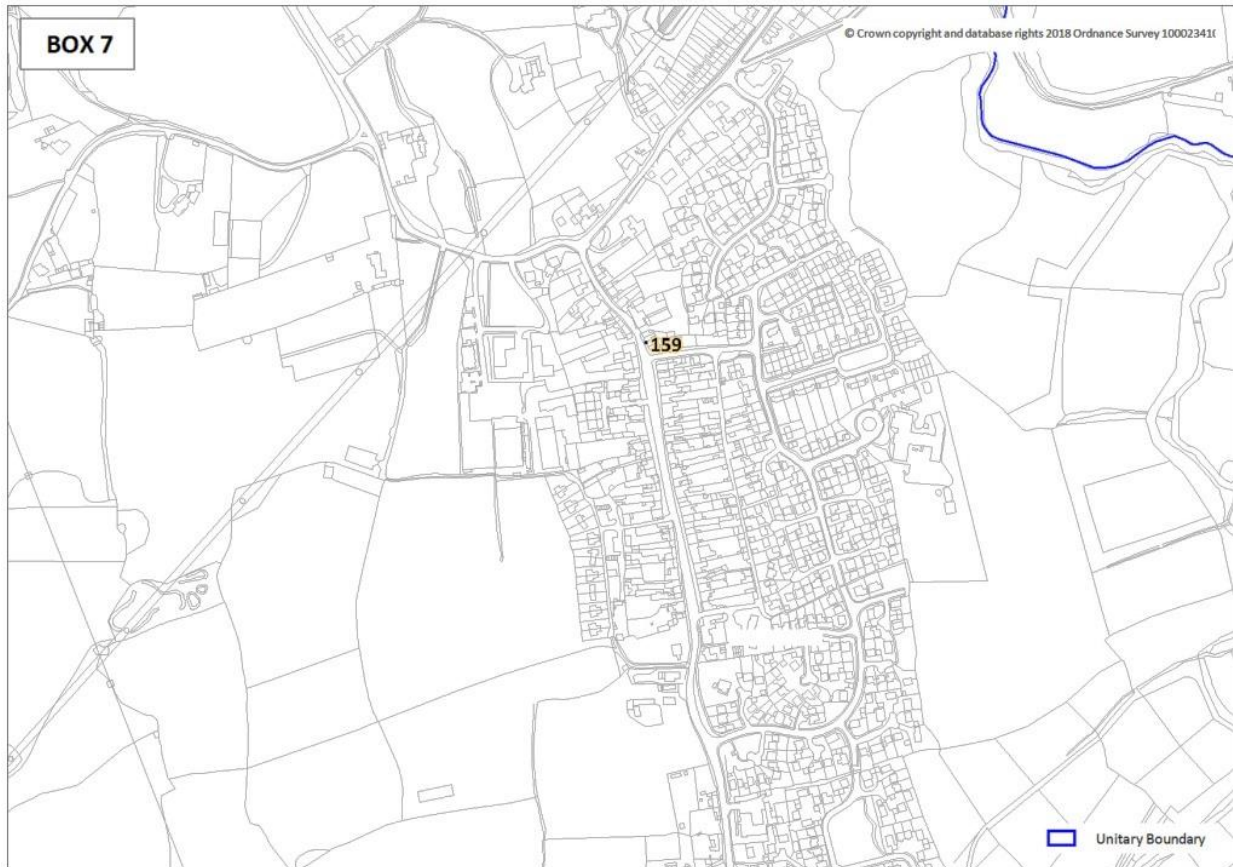 BOX 7
© Crown copyright and database rights 2018 Ordnance Survey 10002341(
159
Unitary Boundary